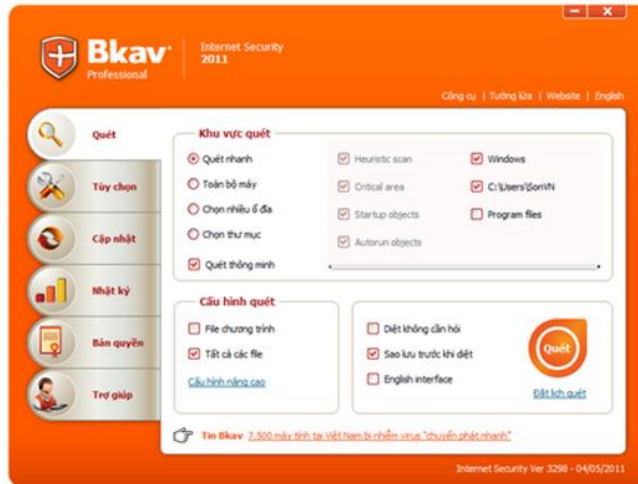 Bkav
Professional
Internet Security
2011
Công cụ | Tường lửa | Website | English
Quét
Tùy chọn
Cập nhật
Nhật ký
Bản quyền
Trợ giúp
Khu vực quét
Quét nhanh
Toàn bộ máy
Chọn nhiều ổ đĩa
Chọn thư mục
Quét thông minh
Heuristic scan
Critical area
Startup objects
Autorun objects
Windows
C:\Users\SonVN
Program files
Cấu hình quét
File chương trình
Tất cả các file
Cấu hình nâng cao
Diệt không cần hỏi
Sao lưu trước khi diệt
English interface
Quét
Đặt lịch quét
Tin Bkav 7.500 máy tính tại Việt Nam bị nhiễm virus "chuyển phát nhanh"
Internet Security Ver 3298 - 04/05/2011